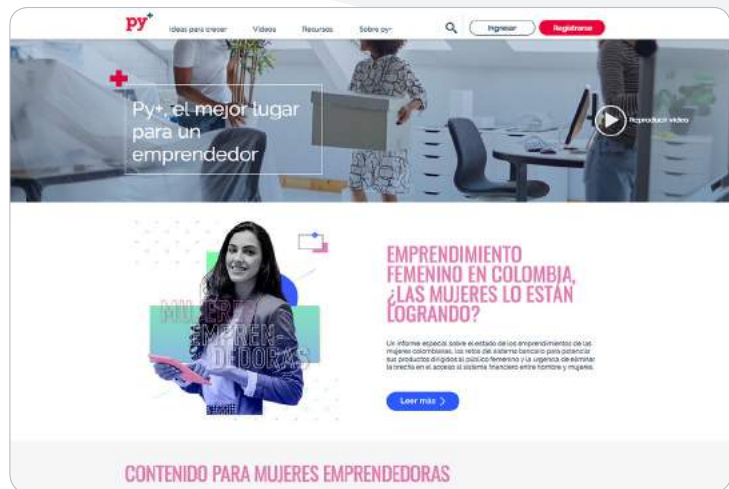 py+
Ideas para crecer Videos Recursos Sobre py+ Ingresar Registrarse
Py+, el mejor lugar
para un
emprendedor
Reproducir video
MUJERES
EMPREN-
DEDORAS
EMPRENDIMIENTO
FEMENINO EN COLOMBIA,
¿LAS MUJERES LO ESTÁN
LOGRANDO?
Un informe especial sobre el estado de los emprendimientos de las
mujeres colombianas, los retos del sistema bancario para potenciar
sus productos dirigidos al público femenino y la urgencia de eliminar
la brecha en el acceso al sistema financiero entre hombre y mujeres.
Leer más
CONTENIDO PARA MUJERES EMPRENDEDORAS